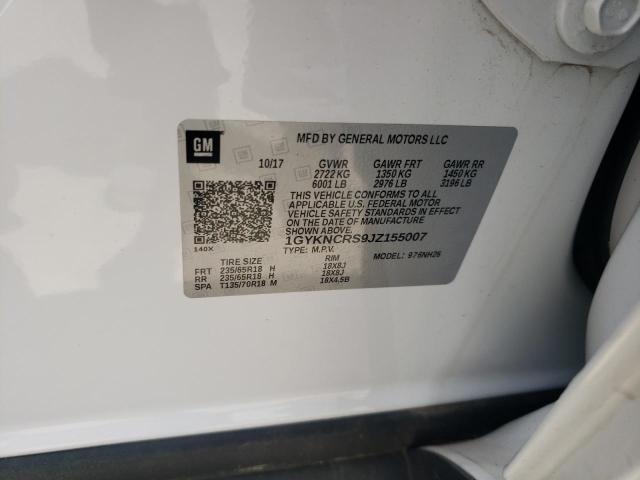 GM
MFD BY GENERAL MOTORS LLC
10/17 GVWR GAWR FRT GAWR RR
2722 KG 1350 KG 1450 KG
6001 LB 2976 LB 3196 LB
THIS VEHICLE CONFORMS TO ALL
APPLICABLE U.S. FEDERAL MOTOR
VEHICLE SAFETY STANDARDS IN EFFECT
ON THE DATE OF MANUFACTURE
SHOWN ABOVE.
1GYKNCRS9JZ155007
140X
TYPE: M.P.V. MODEL: 976NH26
TIRE SIZE RIM
FRT 235/65R18 H 18X8J
RR 235/65R18 H 18X8J
SPA T135/70R18 M 18X4.5B